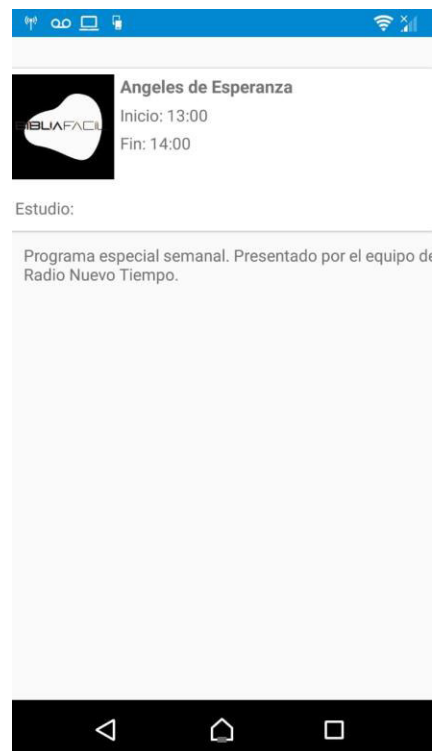 BIBLIAFACIL
Angeles de Esperanza
Inicio: 13:00
Fin: 14:00
Estudio:
Programa especial semanal. Presentado por el equipo de
Radio Nuevo Tiempo.